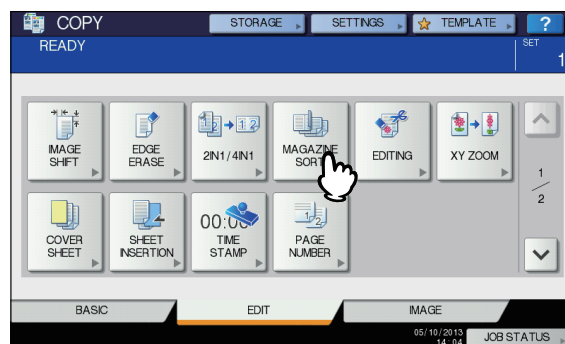 COPY
STORAGE
SETTINGS
TEMPLATE
?
READY
SET
1
IMAGE
SHIFT
EDGE
ERASE
2IN1/4IN1
MAGAZINE
SORT
EDITING
XY ZOOM
1
2
COVER
SHEET
SHEET
INSERTION
00:00
TIME
STAMP
PAGE
NUMBER
BASIC
EDIT
IMAGE
05/10/2013
14:04
JOB STATUS